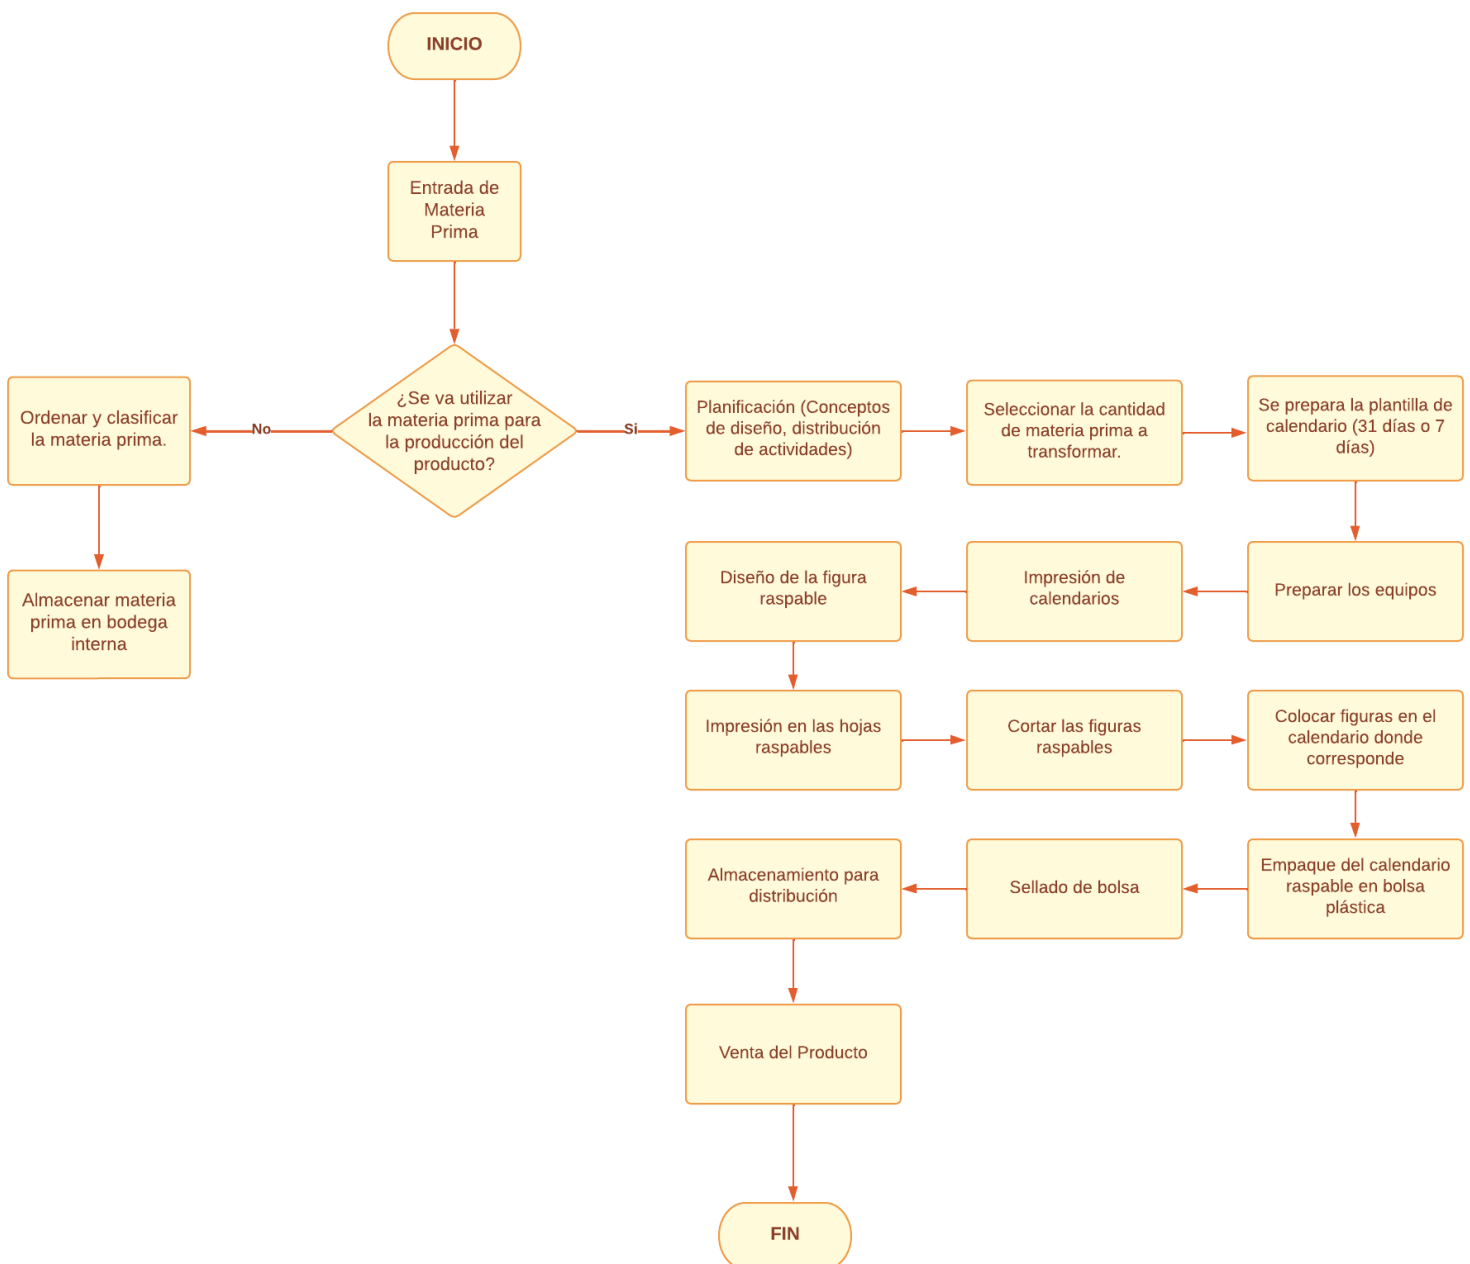 INICIO
Entrada de
Materia
Prima
¿Se va utilizar
la materia prima para
la producción del
producto?
No
Si
Ordenar y clasificar
la materia prima.
Almacenar materia
prima en bodega
interna
Planificación (Conceptos
de diseño, distribución
de actividades)
Seleccionar la cantidad
de materia prima a
transformar.
Se prepara la plantilla de
calendario (31 días o 7
días)
Preparar los equipos
Impresión de
calendarios
Diseño de la figura
raspable
Impresión en las hojas
raspables
Cortar las figuras
raspables
Colocar figuras en el
calendario donde
corresponde
Empaque del calendario
raspable en bolsa
plástica
Sellado de bolsa
Almacenamiento para
distribución
Venta del Producto
FIN